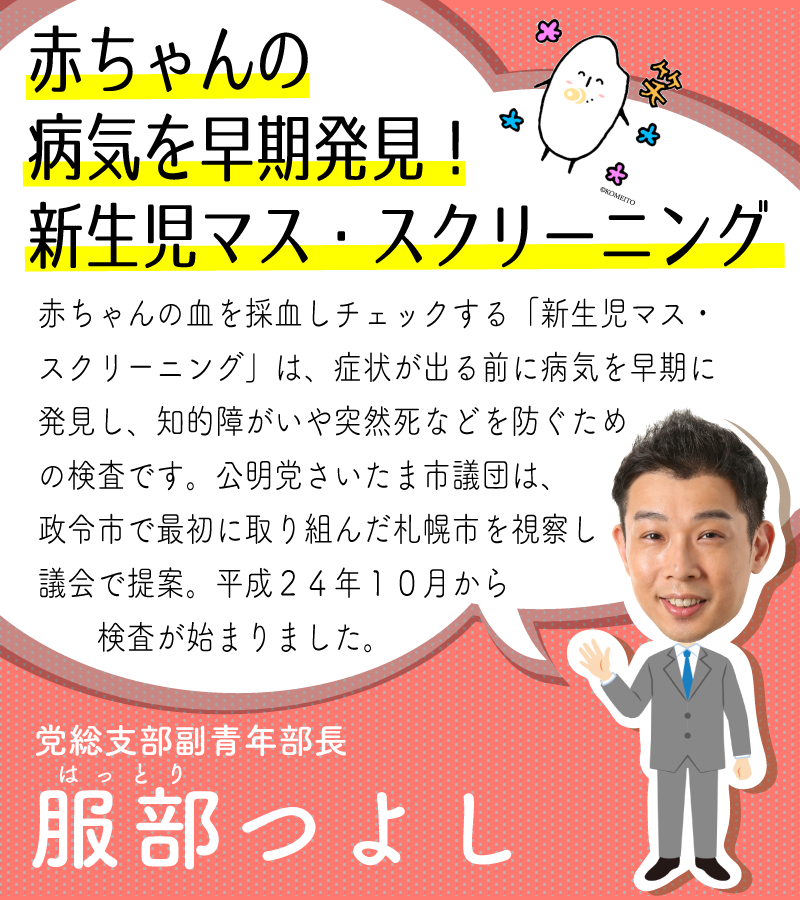 赤ちゃんの
病気を早期発見！
新生児マス・スクリーニング
©KOMEITO
赤ちゃんの血を採血しチェックする「新生児マス・
スクリーニング」は、症状が出る前に病気を早期に
発見し、知的障がいや突然死などを防ぐため
の検査です。公明党さいたま市議団は、
政令市で最初に取り組んだ札幌市を視察し
議会で提案。平成２４年１０月から
検査が始まりました。
党総支部副青年部長
はっとり
服部つよし